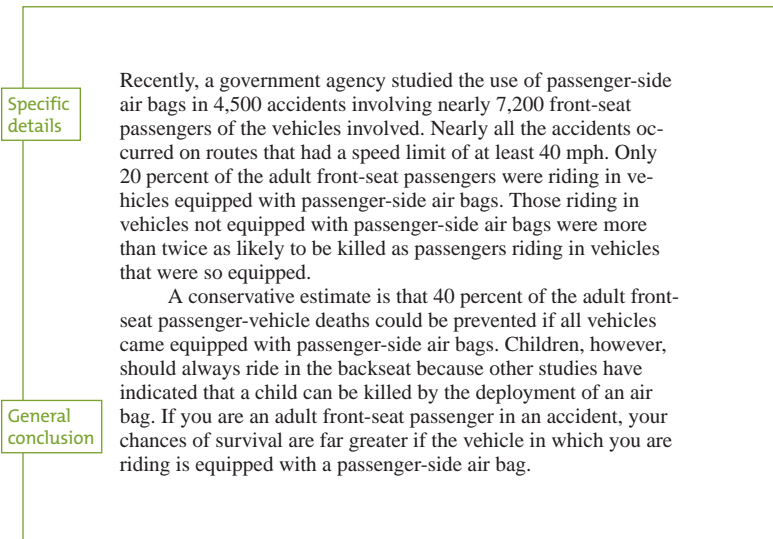 Specific
details
Recently, a government agency studied the use of passenger-side
air bags in 4,500 accidents involving nearly 7,200 front-seat
passengers of the vehicles involved. Nearly all the accidents oc-
curred on routes that had a speed limit of at least 40 mph. Only
20 percent of the adult front-seat passengers were riding in ve-
hicles equipped with passenger-side air bags. Those riding in
vehicles not equipped with passenger-side air bags were more
than twice as likely to be killed as passengers riding in vehicles
that were so equipped.
A conservative estimate is that 40 percent of the adult front-
seat passenger-vehicle deaths could be prevented if all vehicles
came equipped with passenger-side air bags. Children, however,
should always ride in the backseat because other studies have
indicated that a child can be killed by the deployment of an air
General
conclusion
bag. If you are an adult front-seat passenger in an accident, your
chances of survival are far greater if the vehicle in which you are
riding is equipped with a passenger-side air bag.